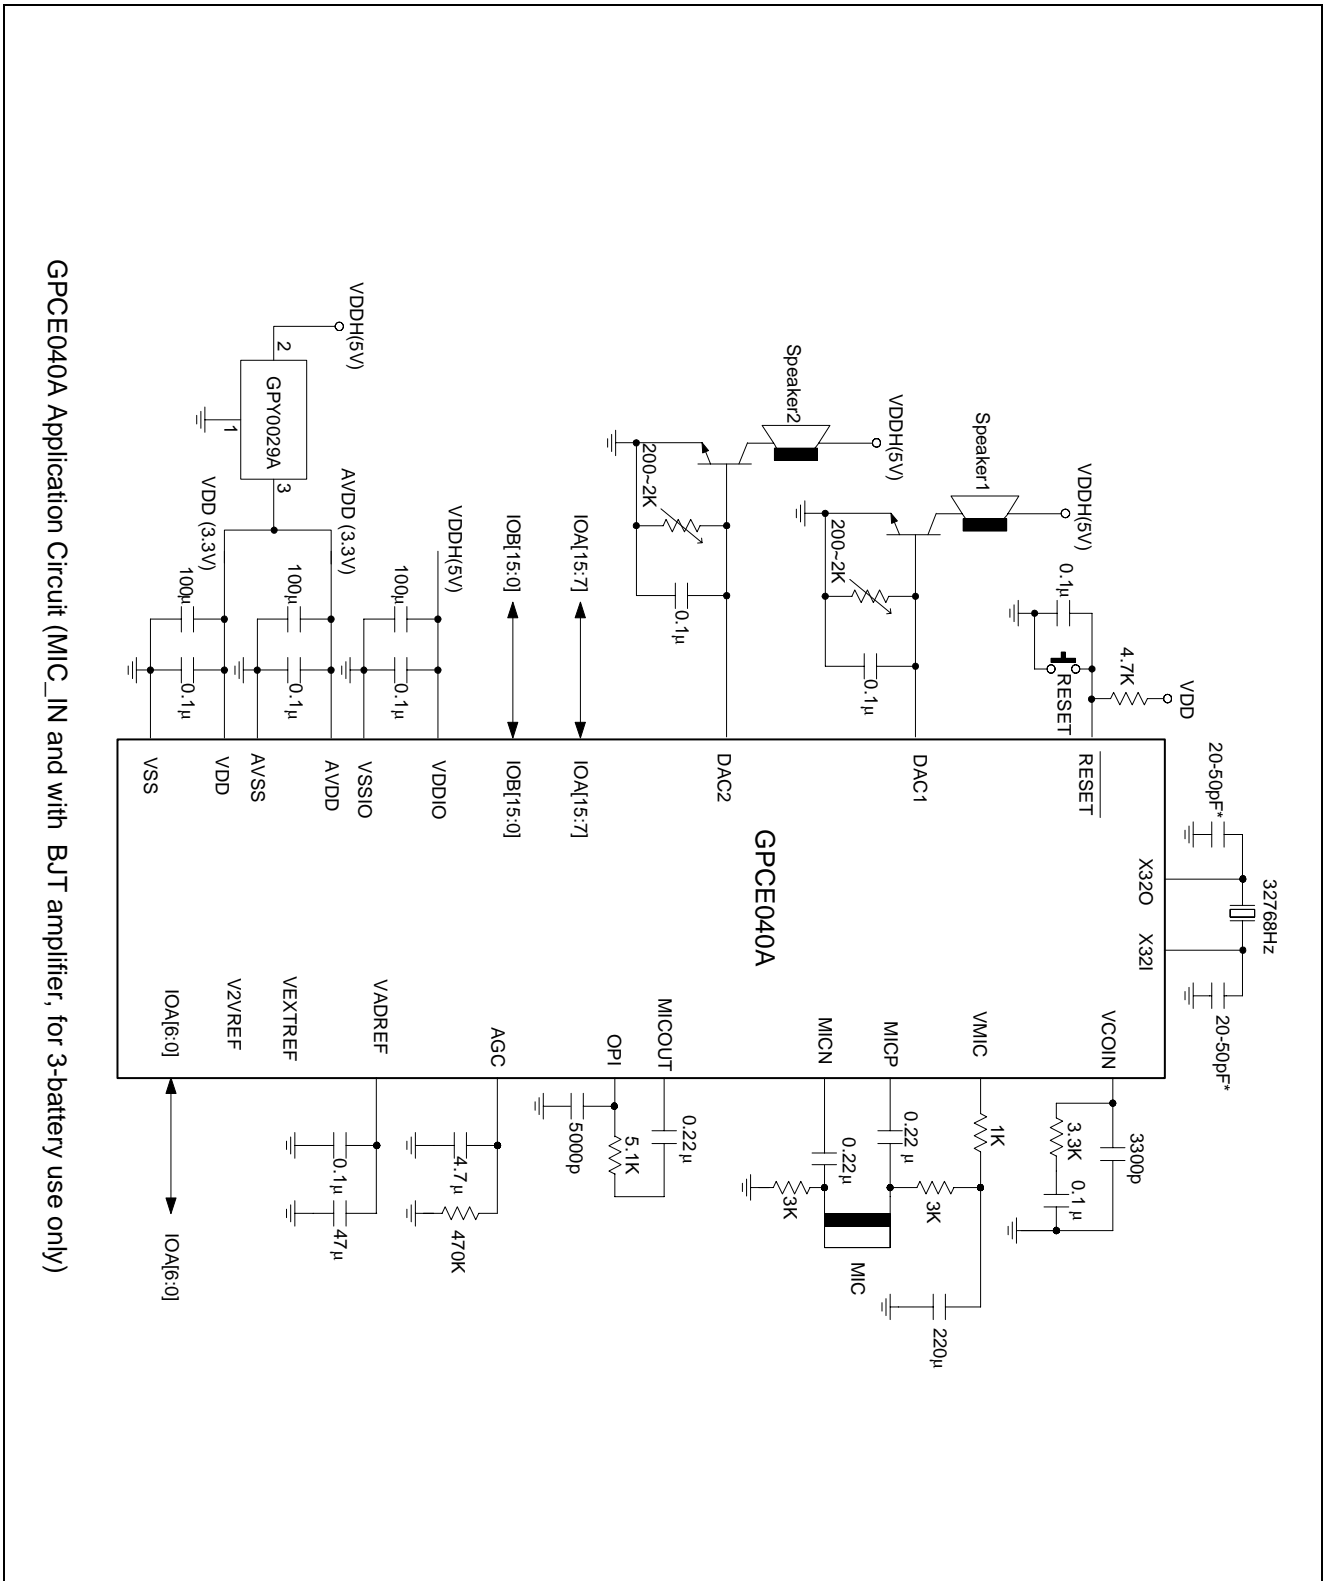 32768Hz
20-50pF*
20-50pF*
X32O
X32I
VDD
4.7K
RESET
0.1µ
RESET
VDDH(5V)
Speaker1
200~2K
0.1µ
DAC1
VDDH(5V)
Speaker2
200~2K
0.1µ
DAC2
GPCE040A
IOA[15:7]
IOA[15:7]
IOB[15:0]
IOB[15:0]
VDDH(5V)
100µ
0.1µ
VDDIO
VSSIO
AVDD (3.3V)
100µ
0.1µ
AVDD
AVSS
VDD (3.3V)
100µ
0.1µ
VDD
VSS
VDDH(5V)
2
GPY0029A
3
1
VCOIN
3300p
3.3K
0.1 µ
VMIC
1K
220µ
MICP
0.22 µ
3K
MIC
MICN
0.22µ
3K
MICOUT
0.22µ
OPI
5.1K
5000p
AGC
4.7µ
470K
VADREF
0.1µ
47µ
VEXTREF
V2VREF
IOA[6:0]
IOA[6:0]
GPCE040A Application Circuit (MIC_IN and with BJT amplifier, for 3-battery use only)